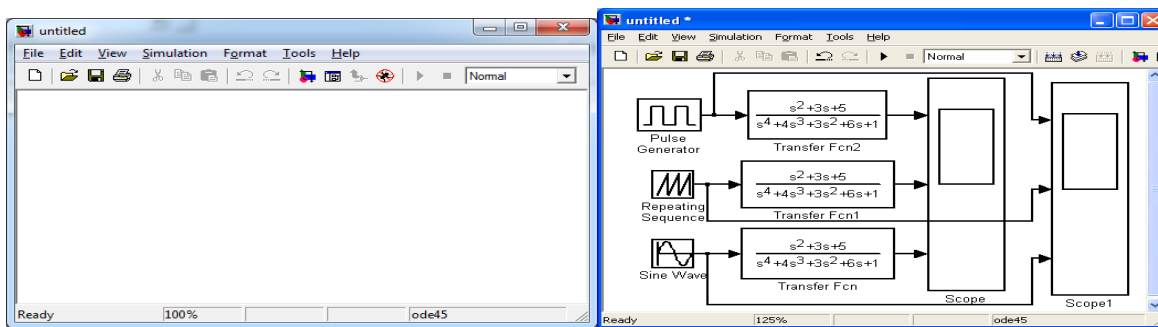 untitled
File Edit View Simulation Format Tools Help
Normal
Ready 100% ode45
untitled *
File Edit View Simulation Format Tools Help
Normal
Pulse
Generator
s²+3s+5
s⁴+4s³+3s²+6s+1
Transfer Fcn2
Repeating
Sequence
s²+3s+5
s⁴+4s³+3s²+6s+1
Transfer Fcn1
Sine Wave
s²+3s+5
s⁴+4s³+3s²+6s+1
Transfer Fcn
Scope
Scope1
Ready 125% ode45